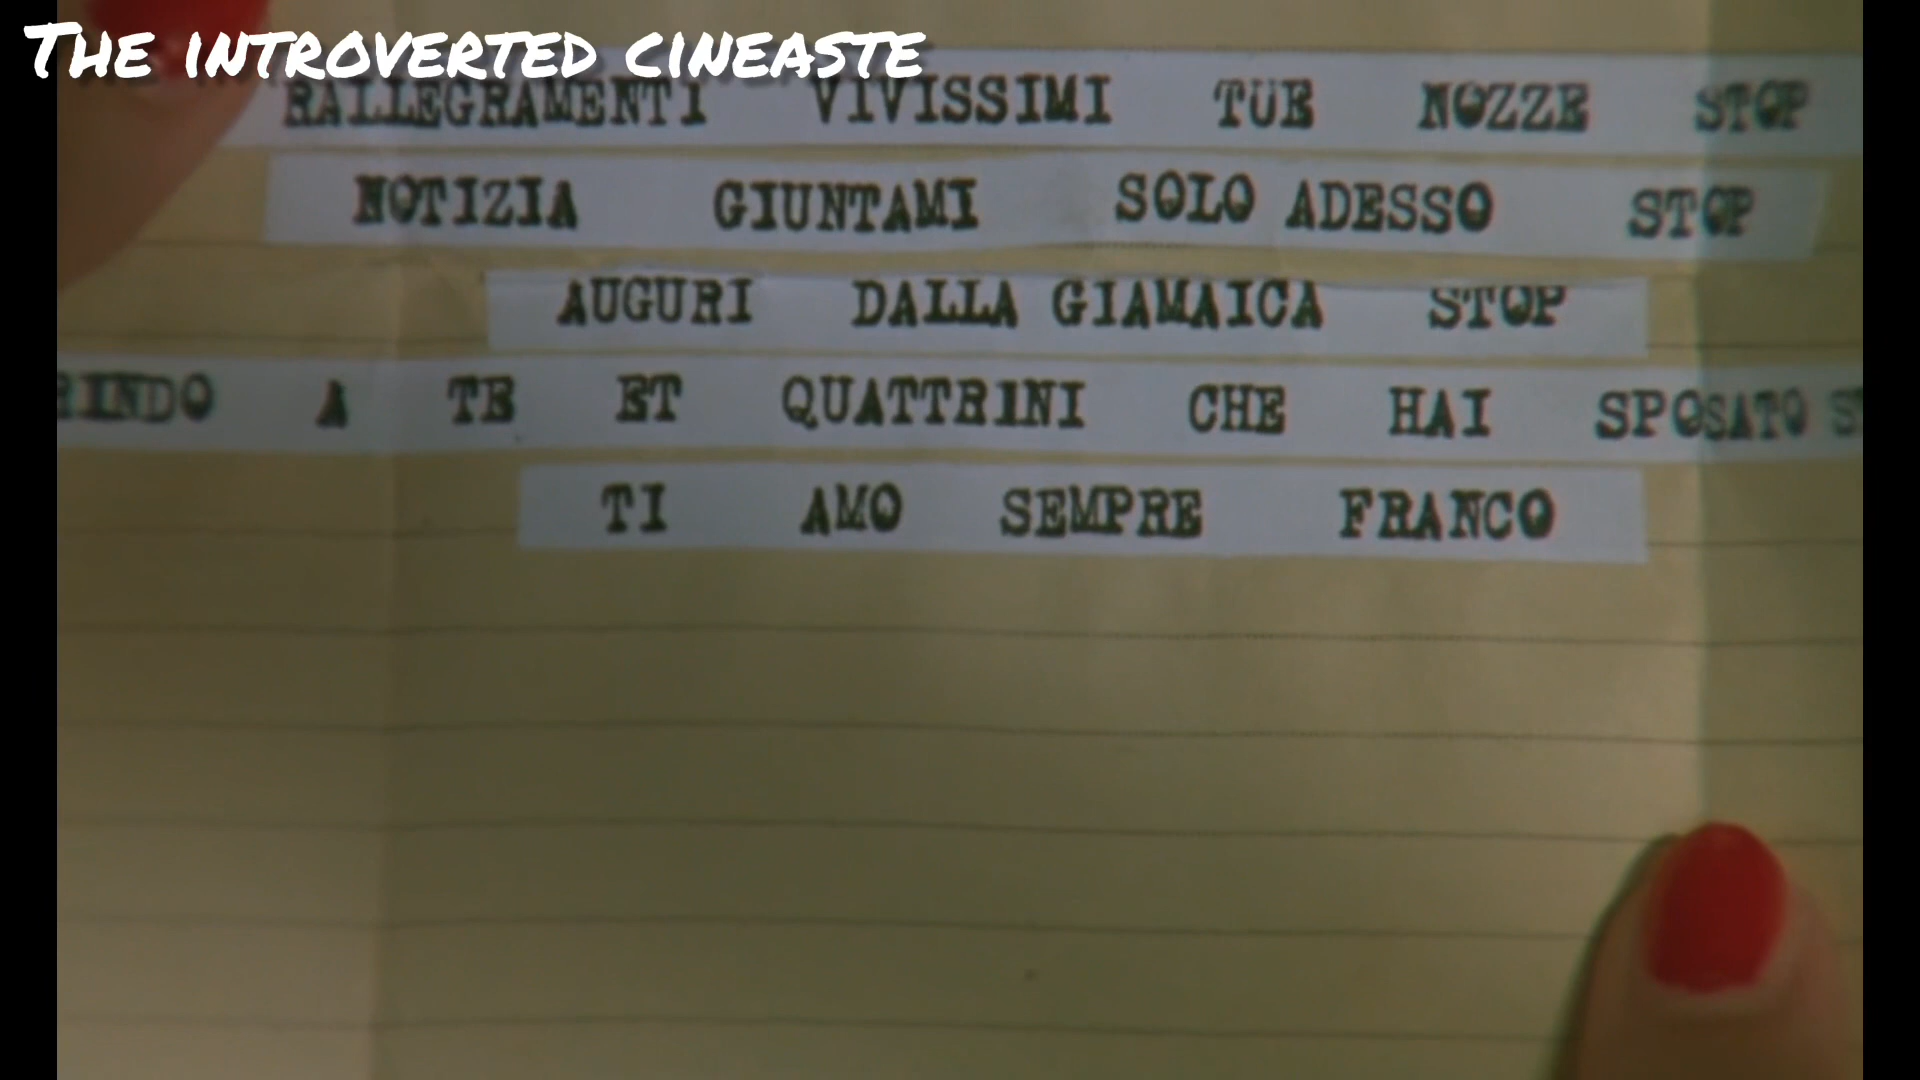 THE INTROVERTED CINEASTE
RALLEGRAMENTI VIVISSIMI TUE NOZZE STOP
NOTIZIA GIUNTAMI SOLO ADESSO STOP
AUGURI DALLA GIAMAICA STOP
A TE ET QUATTRINI CHE HAI SPOSATO
TI AMO SEMPRE FRANCO